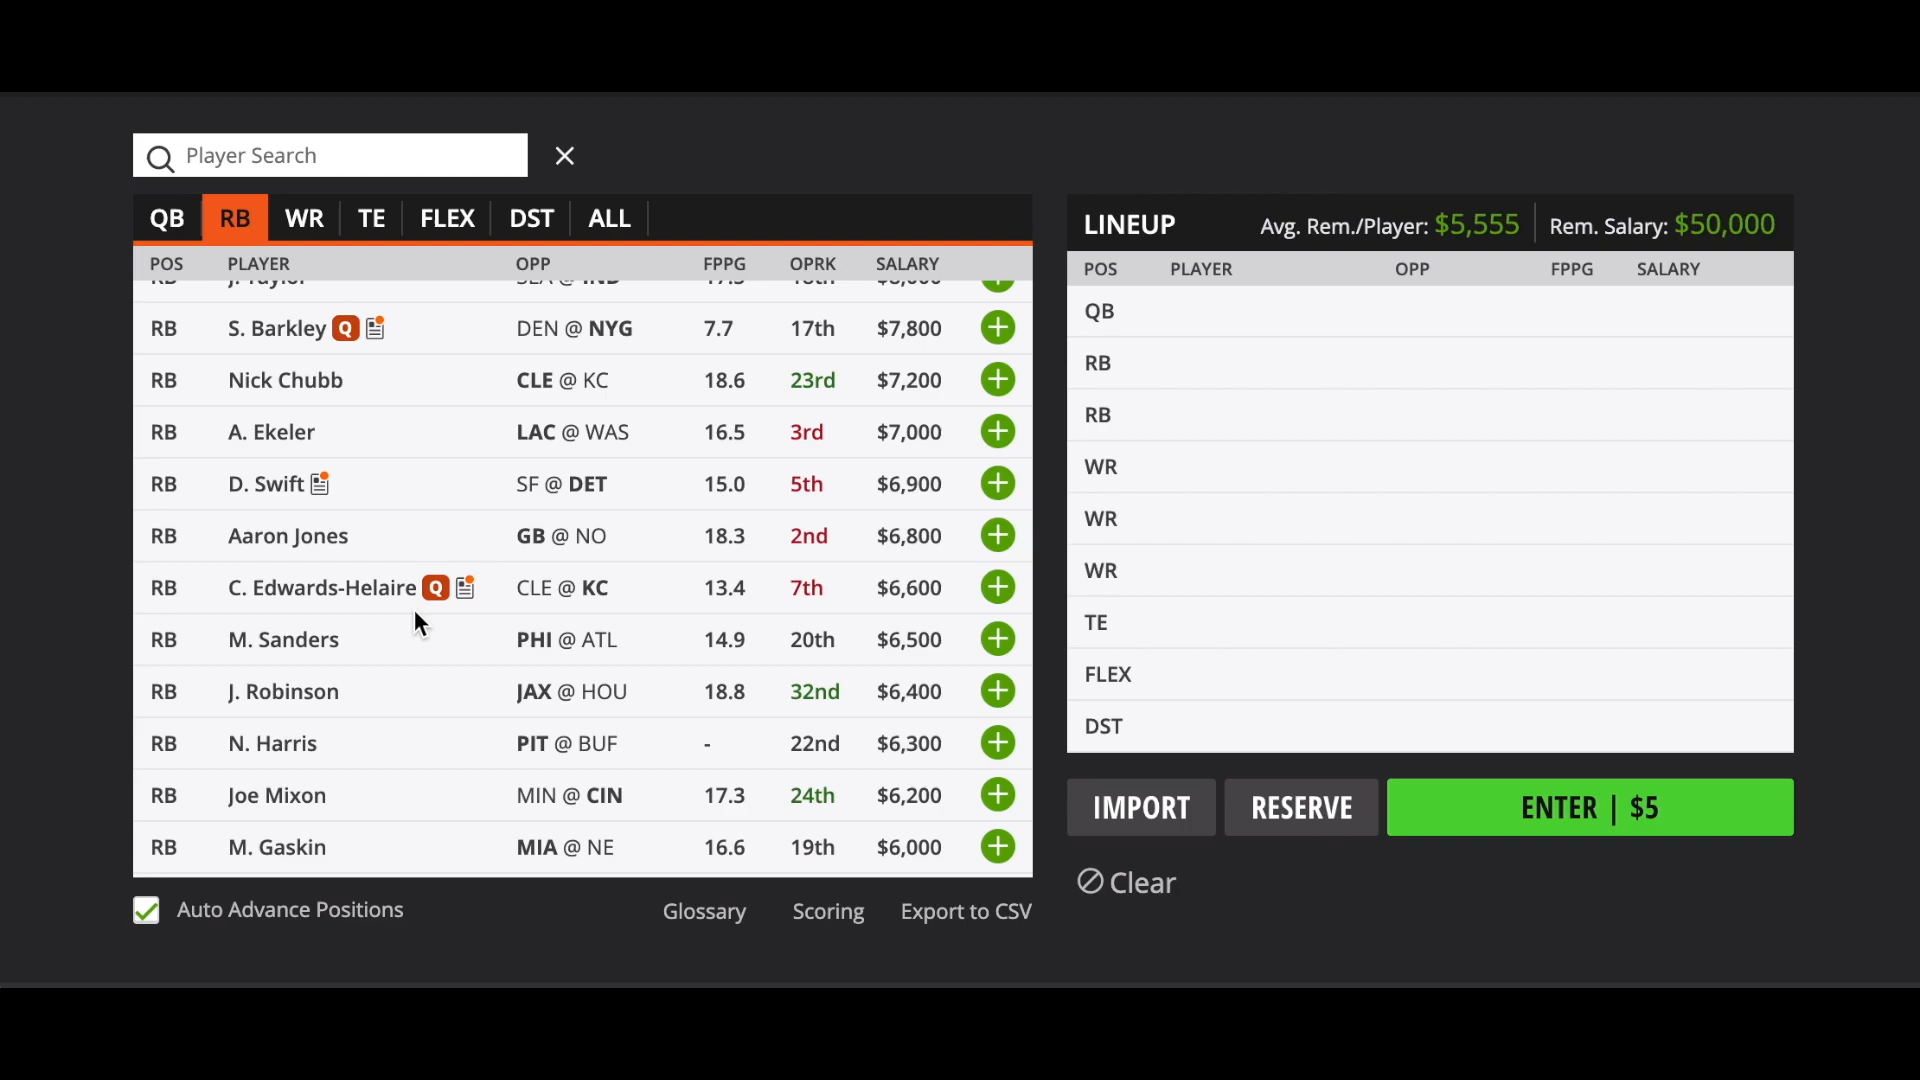 Player Search
QB RB WR TE FLEX DST ALL
POS PLAYER OPP FPPG OPRK SALARY
RB S. Barkley Q DEN @ NYG 7.7 17th $7,800
RB Nick Chubb CLE @ KC 18.6 23rd $7,200
RB A. Ekeler LAC @ WAS 16.5 3rd $7,000
RB D. Swift SF @ DET 15.0 5th $6,900
RB Aaron Jones GB @ NO 18.3 2nd $6,800
RB C. Edwards-Helaire Q CLE @ KC 13.4 7th $6,600
RB M. Sanders PHI @ ATL 14.9 20th $6,500
RB J. Robinson JAX @ HOU 18.8 32nd $6,400
RB N. Harris PIT @ BUF - 22nd $6,300
RB Joe Mixon MIN @ CIN 17.3 24th $6,200
RB M. Gaskin MIA @ NE 16.6 19th $6,000
Auto Advance Positions Glossary Scoring Export to CSV
LINEUP Avg. Rem./Player: $5,555 Rem. Salary: $50,000
POS PLAYER OPP FPPG SALARY
QB
RB
RB
WR
WR
WR
TE
FLEX
DST
IMPORT RESERVE ENTER | $5
Clear